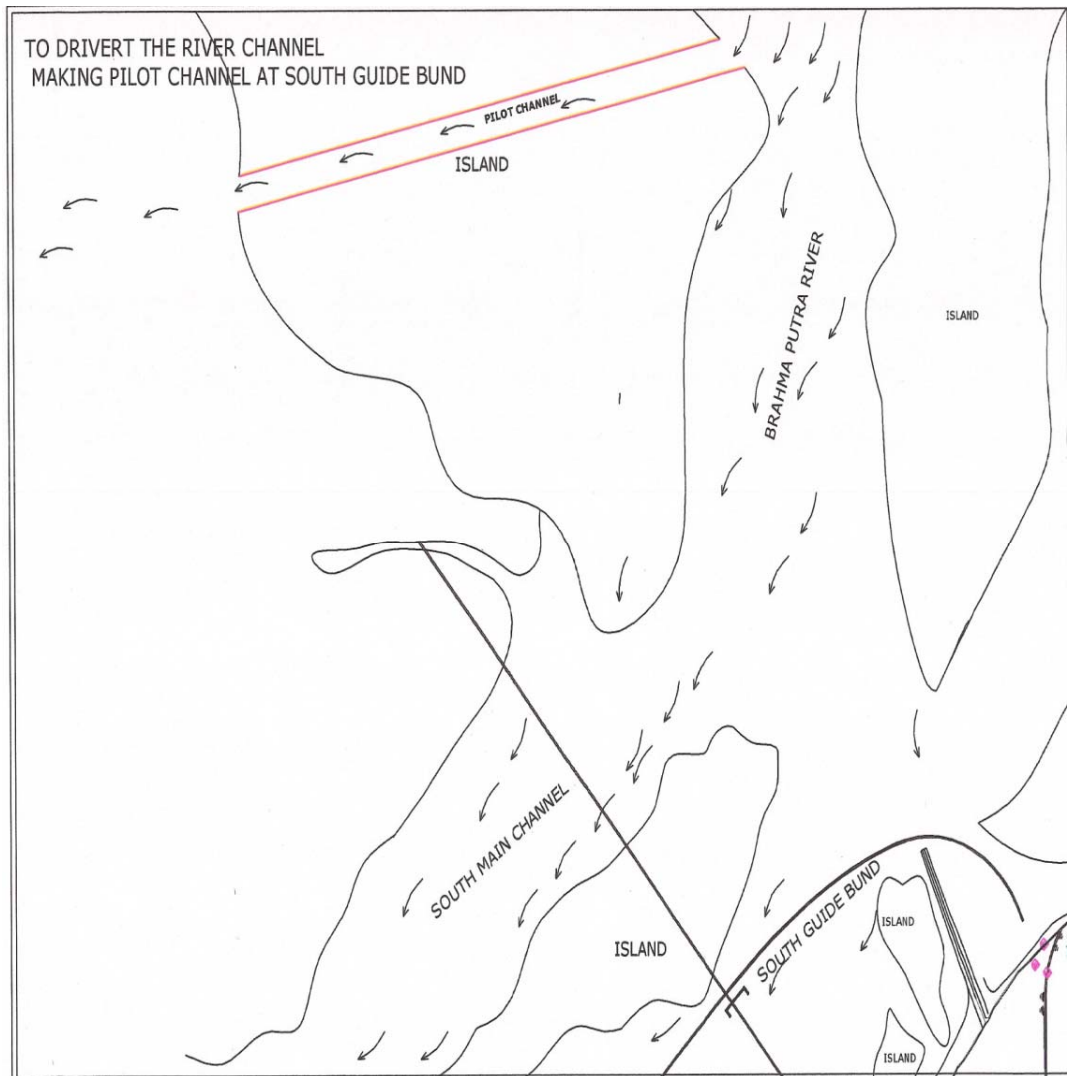 TO DRIVERT THE RIVER CHANNEL
MAKING PILOT CHANNEL AT SOUTH GUIDE BUND
PILOT CHANNEL
ISLAND
BRAHMA PUTRA RIVER
ISLAND
SOUTH MAIN CHANNEL
SOUTH GUIDE BUND
ISLAND
ISLAND
ISLAND